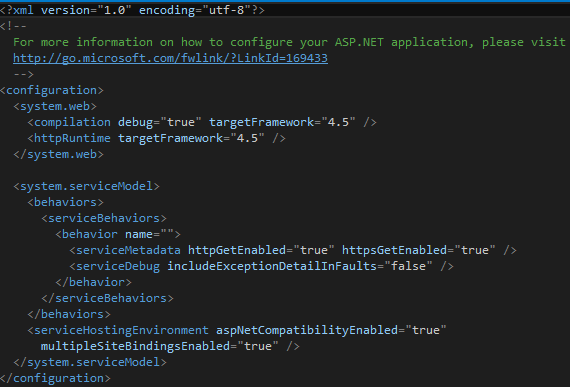 <?xml version="1.0" encoding="utf-8"?>
<!--
For more information on how to configure your ASP.NET application, please visit
http://go.microsoft.com/fwlink/?LinkId=169433
-->
<configuration>
<system.web>
<compilation debug="true" targetFramework="4.5" />
<httpRuntime targetFramework="4.5" />
</system.web>
<system.serviceModel>
<behaviors>
<serviceBehaviors>
<behavior name="">
<serviceMetadata httpGetEnabled="true" httpsGetEnabled="true" />
<serviceDebug includeExceptionDetailInFaults="false" />
</behavior>
</serviceBehaviors>
</behaviors>
<serviceHostingEnvironment aspNetCompatibilityEnabled="true"
multipleSiteBindingsEnabled="true" />
</system.serviceModel>
</configuration>